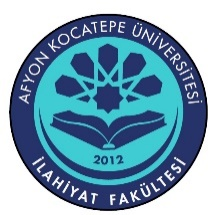 AFYON KOCATEPE ÜNİVERSİTESİ
2012
İLAHİYAT FAKÜLTESİ